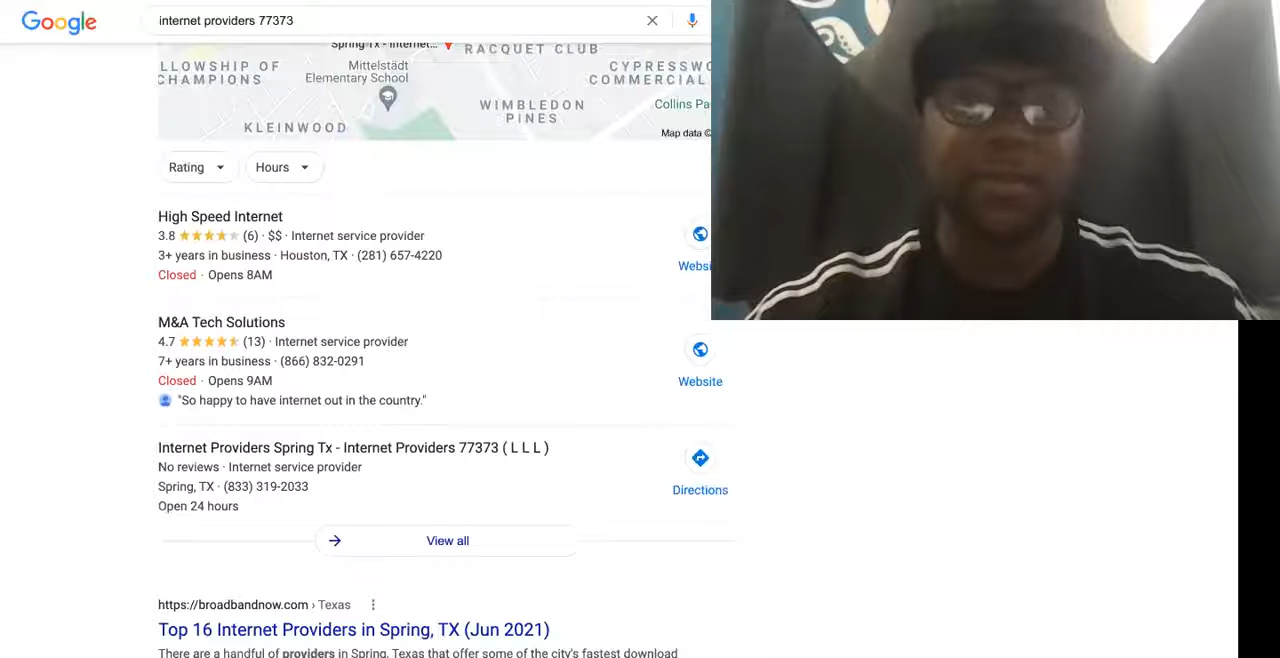 Google
internet providers 77373
Spring Tx - Internet...
RACQUET CLUB
LLOWSHIP OF
CHAMPIONS
Mittelstädt
Elementary School
CYPRESSWO
COMMERCIAL
WIMBLEDON
PINES
Collins Pa
KLEINWOOD
Map data ©
Rating
Hours
High Speed Internet
3.8 (6) · $$ · Internet service provider
3+ years in business · Houston, TX · (281) 657-4220
Closed · Opens 8AM
Websi
M&A Tech Solutions
4.7 (13) · Internet service provider
7+ years in business · (866) 832-0291
Closed · Opens 9AM
"So happy to have internet out in the country."
Website
Internet Providers Spring Tx - Internet Providers 77373 ( L L L )
No reviews · Internet service provider
Spring, TX · (833) 319-2033
Open 24 hours
Directions
View all
https://broadbandnow.com › Texas
Top 16 Internet Providers in Spring, TX (Jun 2021)
There are a handful of providers in Spring, Texas that offer some of the city's fastest download